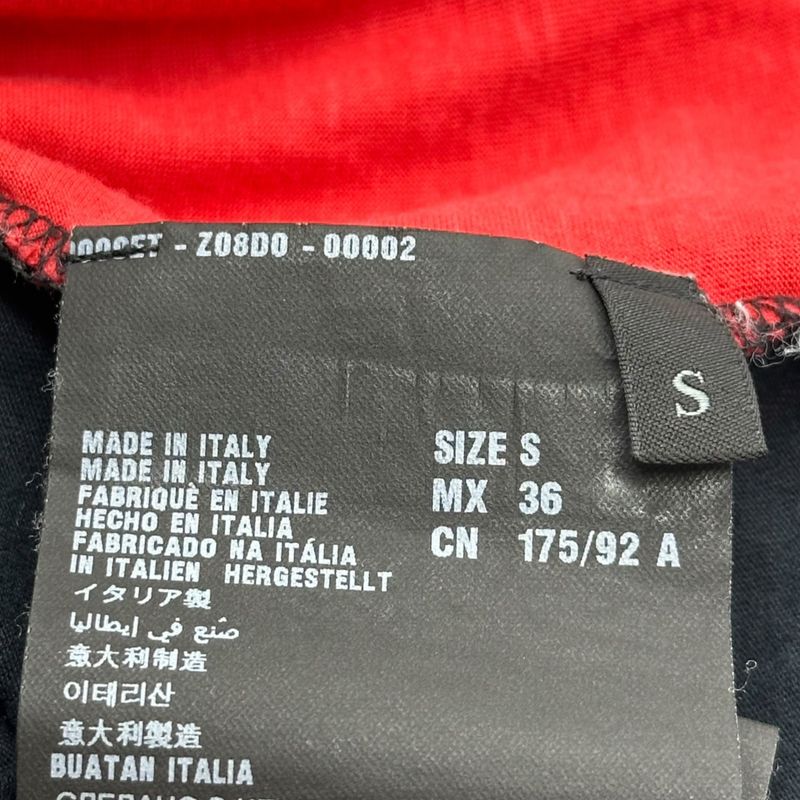 - Z08D0 - 00002
S
MADE IN ITALY
MADE IN ITALY
FABRIQUÈ EN ITALIE
HECHO EN ITALIA
FABRICADO NA ITÁLIA
IN ITALIEN HERGESTELLT
イタリア製
صنع في إيطاليا
意大利制造
이태리산
意大利製造
BUATAN ITALIA
SIZE S
MX 36
CN 175/92 A